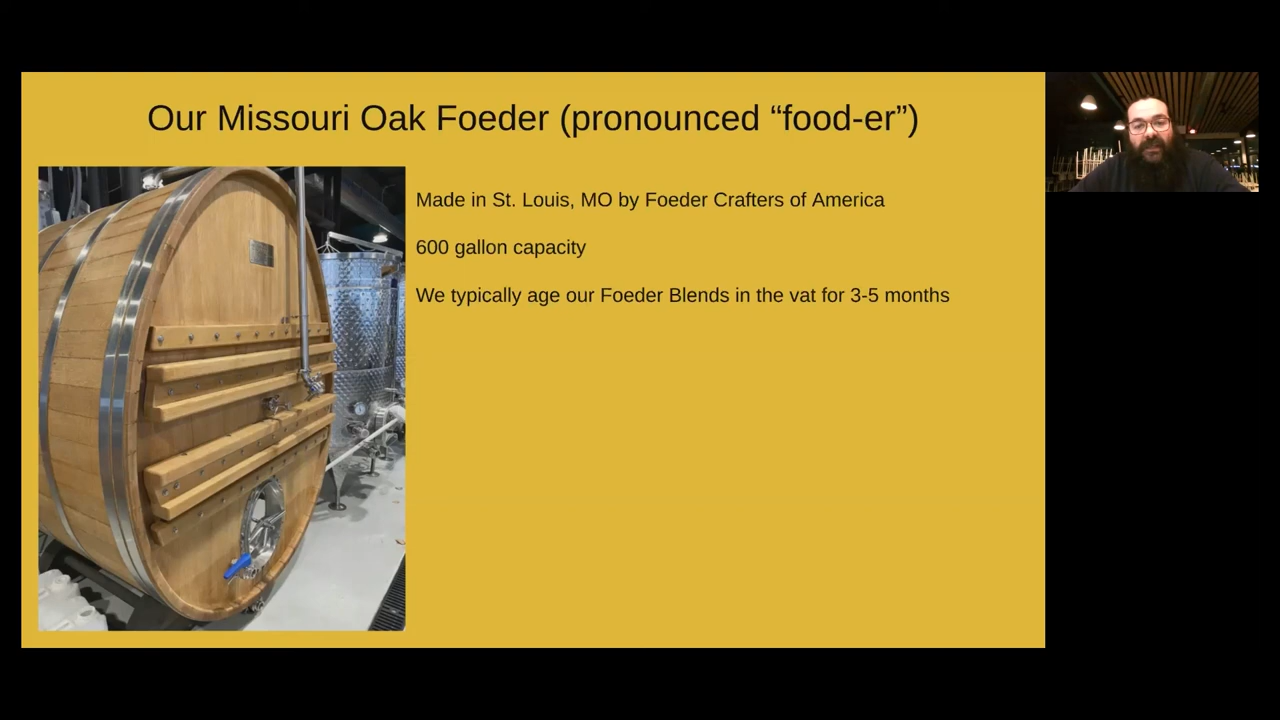 Our Missouri Oak Foeder (pronounced “food-er”)
Made in St. Louis, MO by Foeder Crafters of America
600 gallon capacity
We typically age our Foeder Blends in the vat for 3-5 months